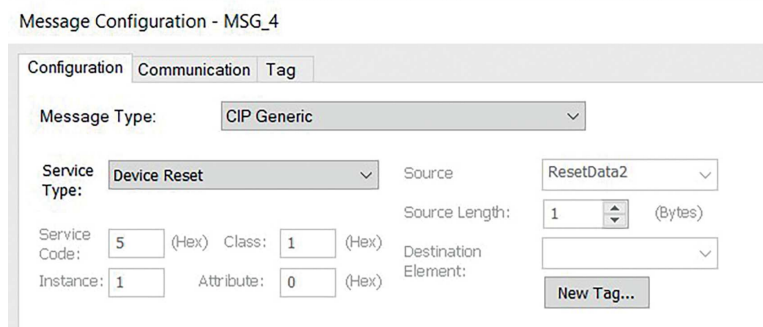 Message Configuration - MSG_4
Configuration Communication Tag
Message Type: CIP Generic
Service Type: Device Reset
Source ResetData2
Source Length: 1 (Bytes)
Service Code: 5 (Hex) Class: 1 (Hex)
Destination Element:
Instance: 1 Attribute: 0 (Hex)
New Tag...